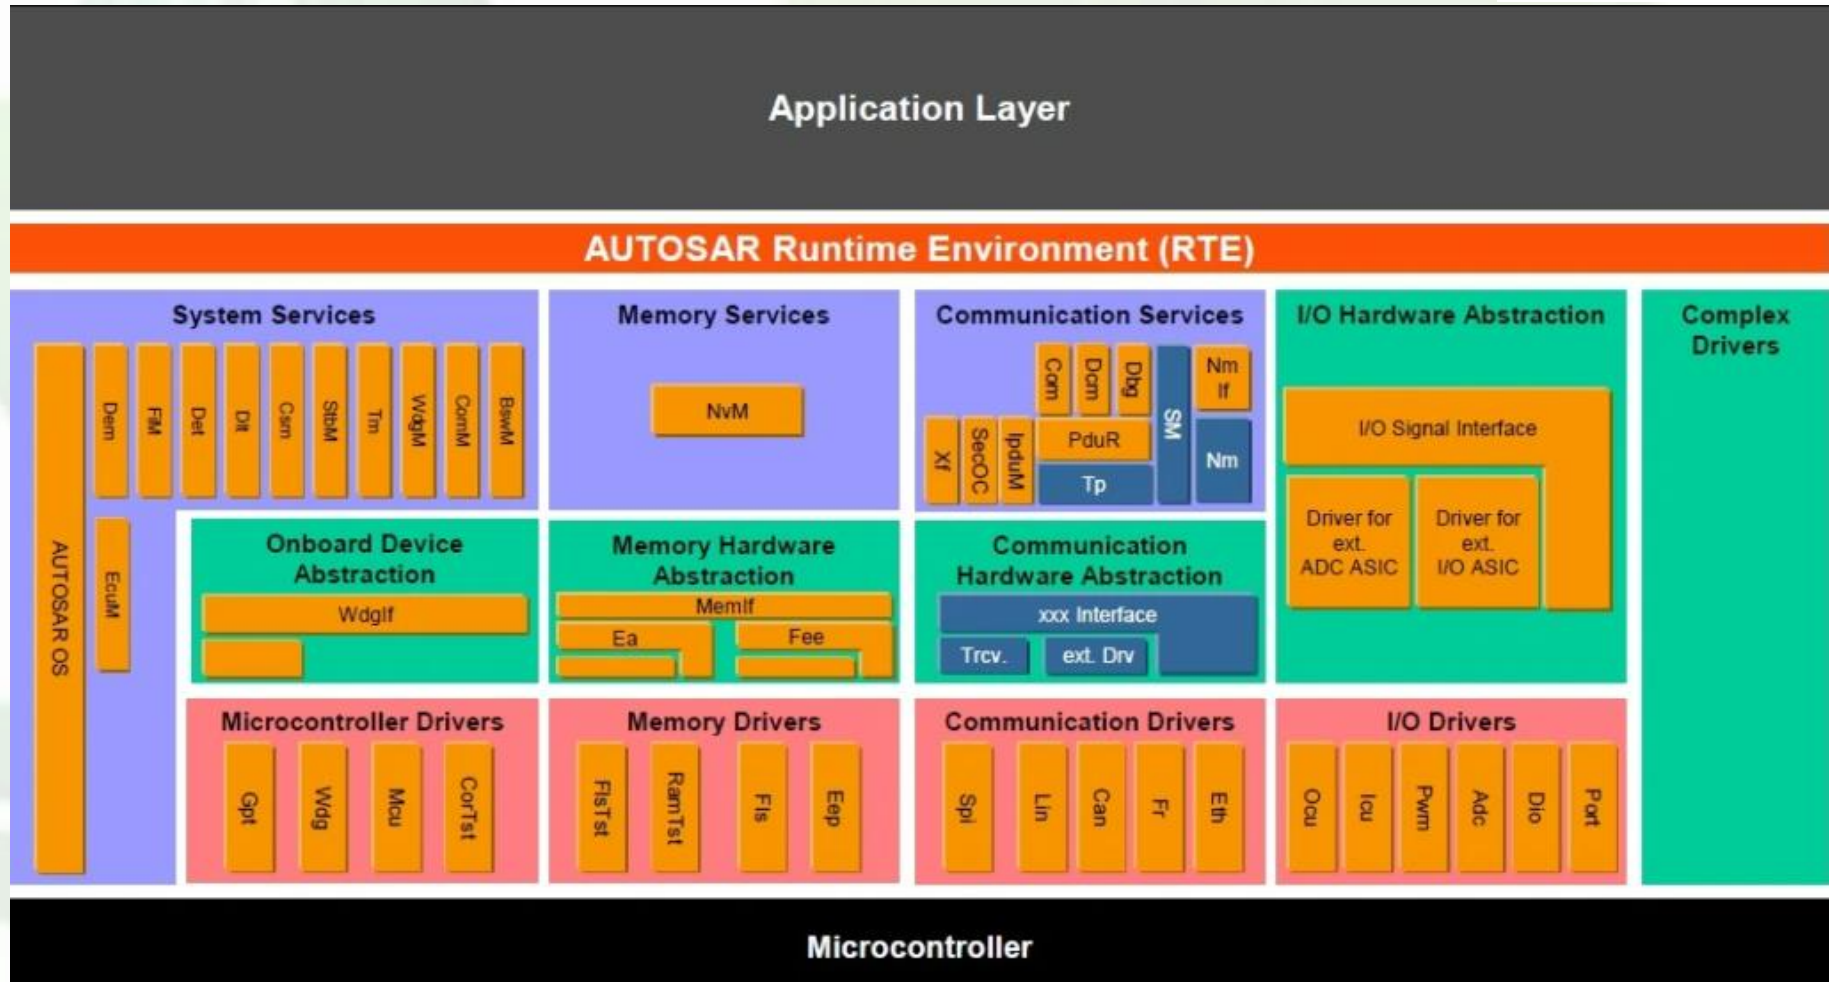 Application Layer
AUTOSAR Runtime Environment (RTE)
System Services
AUTOSAR OS
Dem
FiM
Det
Dlt
Csm
StbM
Tm
WdgM
ComM
BswM
EcuM
Memory Services
NvM
Communication Services
Xf
SecOC
IpduM
Com
Dcm
Dbg
PduR
Tp
SM
Nm
If
Nm
I/O Hardware Abstraction
I/O Signal Interface
Driver for
ext.
ADC ASIC
Driver for
ext.
I/O ASIC
Complex
Drivers
Onboard Device
Abstraction
WdgIf
Memory Hardware
Abstraction
MemIf
Ea
Fee
Communication
Hardware Abstraction
xxx Interface
Trcv.
ext. Drv
Microcontroller Drivers
Gpt
Wdg
Mcu
CorTst
Memory Drivers
FlsTst
RamTst
Fls
Eep
Communication Drivers
Spi
Lin
Can
Fr
Eth
I/O Drivers
Ocu
Icu
Pwm
Adc
Dio
Port
Microcontroller